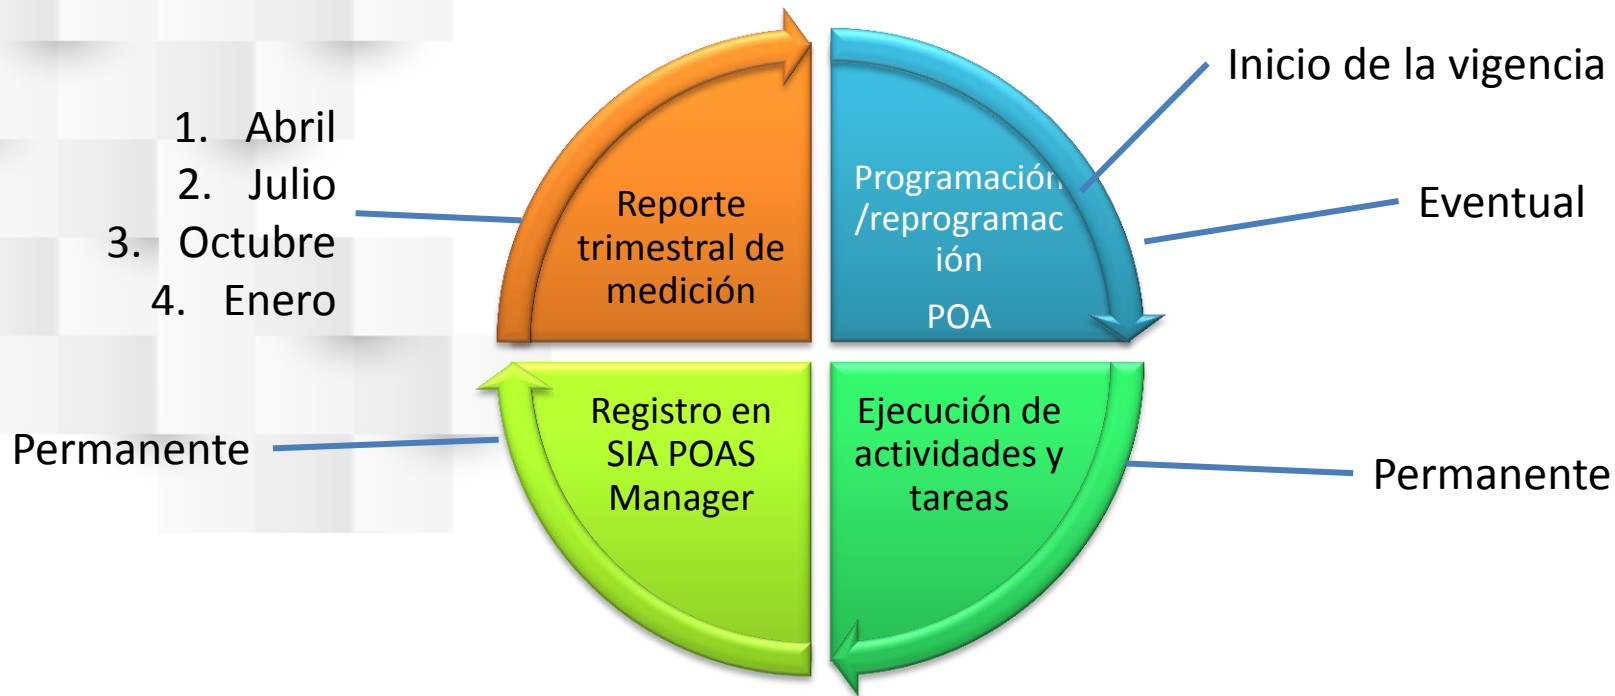 1. Abril
2. Julio
3. Octubre
4. Enero
Reporte
trimestral de
medición
Programación
/reprogramac
ión
POA
Inicio de la vigencia
Eventual
Permanente
Registro en
SIA POAS
Manager
Ejecución de
actividades y
tareas
Permanente